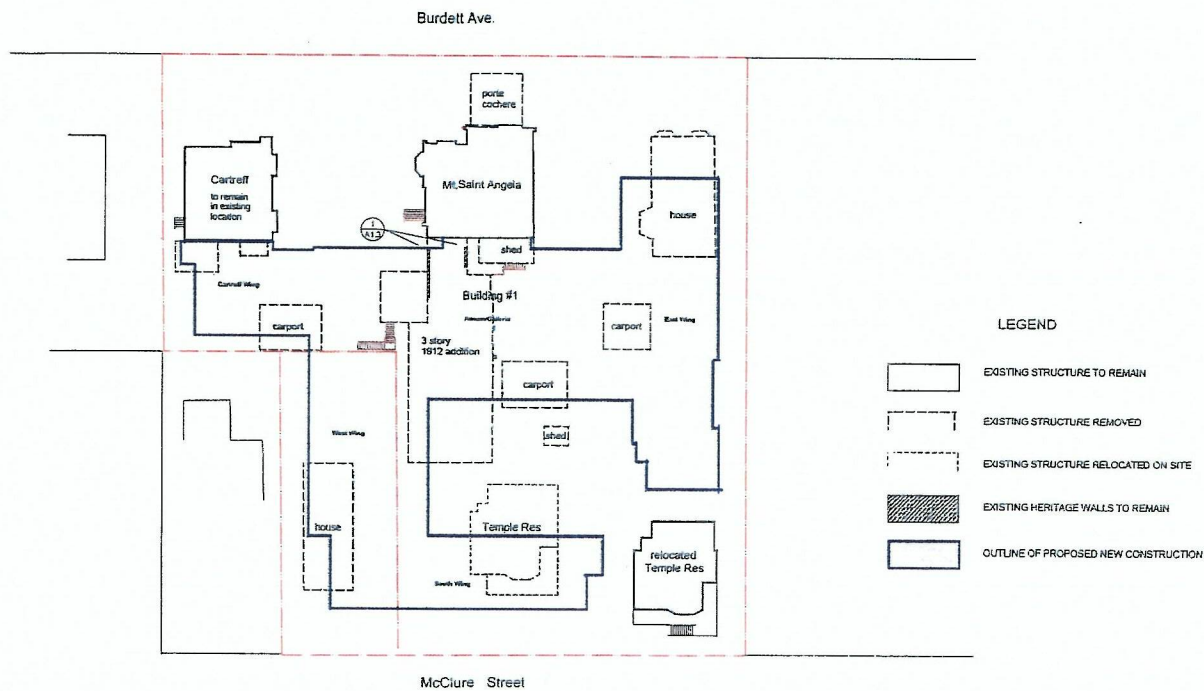 Burdett Ave.
porte
cochere
Cartreff
to remain
in existing
location
Mt.Saint Angela
house
1
A1.3
shed
Cartreff Wing
Building #1
carport
3 story
1912 addition
carport
East Wing
carport
shed
West Wing
house
Temple Res
South Wing
relocated
Temple Res
McClure Street
LEGEND
EXISTING STRUCTURE TO REMAIN
EXISTING STRUCTURE REMOVED
EXISTING STRUCTURE RELOCATED ON SITE
EXISTING HERITAGE WALLS TO REMAIN
OUTLINE OF PROPOSED NEW CONSTRUCTION